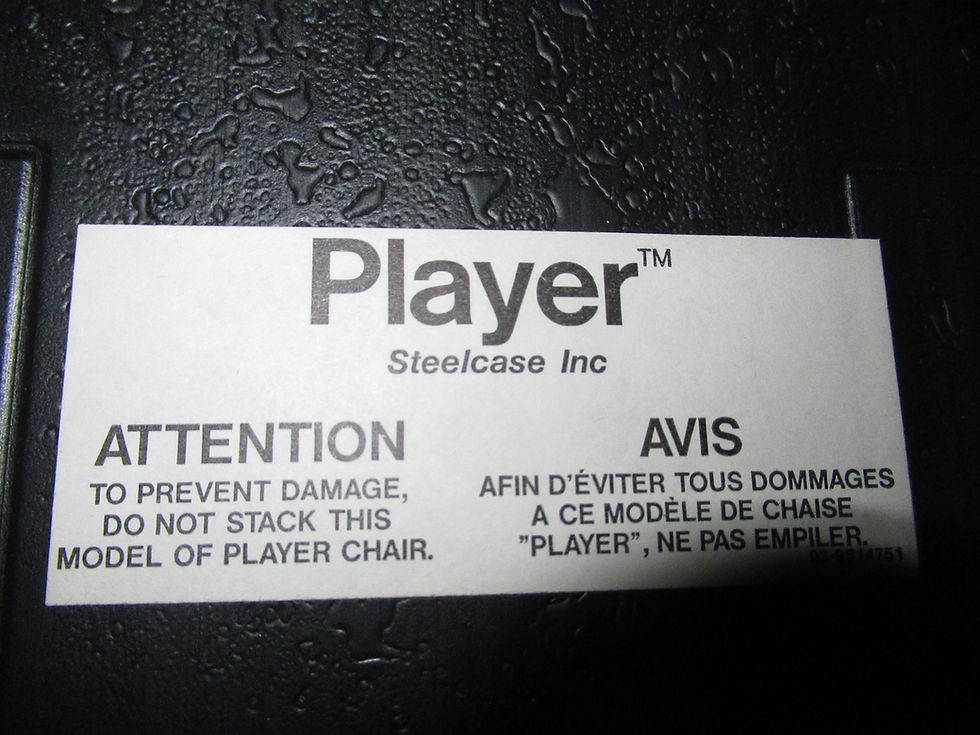 Player™
Steelcase Inc
ATTENTION
TO PREVENT DAMAGE,
DO NOT STACK THIS
MODEL OF PLAYER CHAIR.
AVIS
AFIN D'ÉVITER TOUS DOMMAGES
A CE MODÈLE DE CHAISE
”PLAYER”, NE PAS EMPILER.